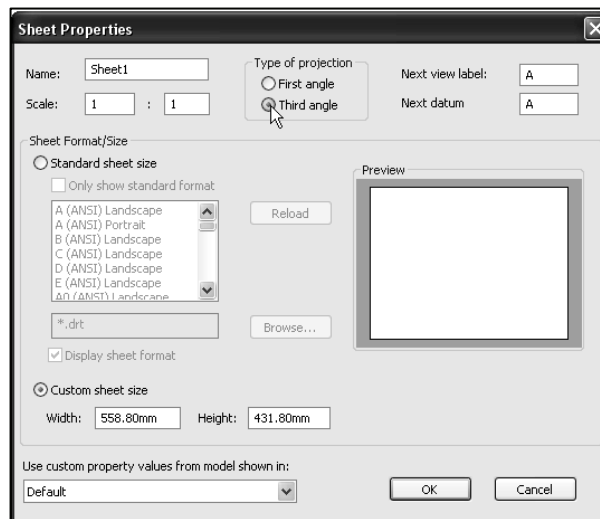 Sheet Properties
Name: Sheet1
Scale: 1 : 1
Type of projection
First angle
Third angle
Next view label: A
Next datum A
Sheet Format/Size
Standard sheet size
Only show standard format
A (ANSI) Landscape
A (ANSI) Portrait
B (ANSI) Landscape
C (ANSI) Landscape
D (ANSI) Landscape
E (ANSI) Landscape
A0 (ANSI) Landscape
Reload
*.drt
Browse...
Display sheet format
Preview
Custom sheet size
Width: 558.80mm Height: 431.80mm
Use custom property values from model shown in:
Default
OK Cancel